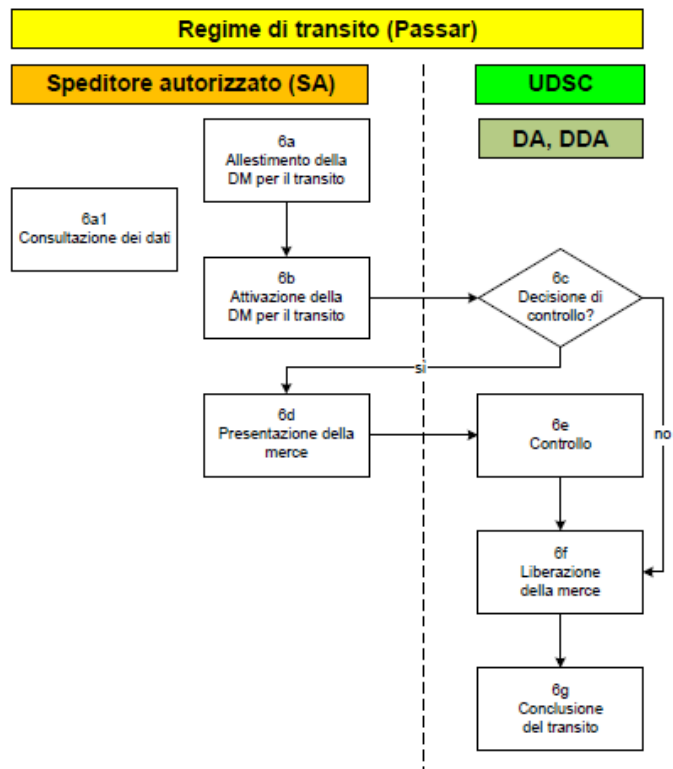 Regime di transito (Passar)
Speditore autorizzato (SA)
UDSC
DA, DDA
6a
Allestimento della
DM per il transito
6a1
Consultazione dei dati
6b
Attivazione della
DM per il transito
6c
Decisione di
controllo?
sì
6d
Presentazione della
merce
6e
Controllo
no
6f
Liberazione
della merce
6g
Conclusione
del transito